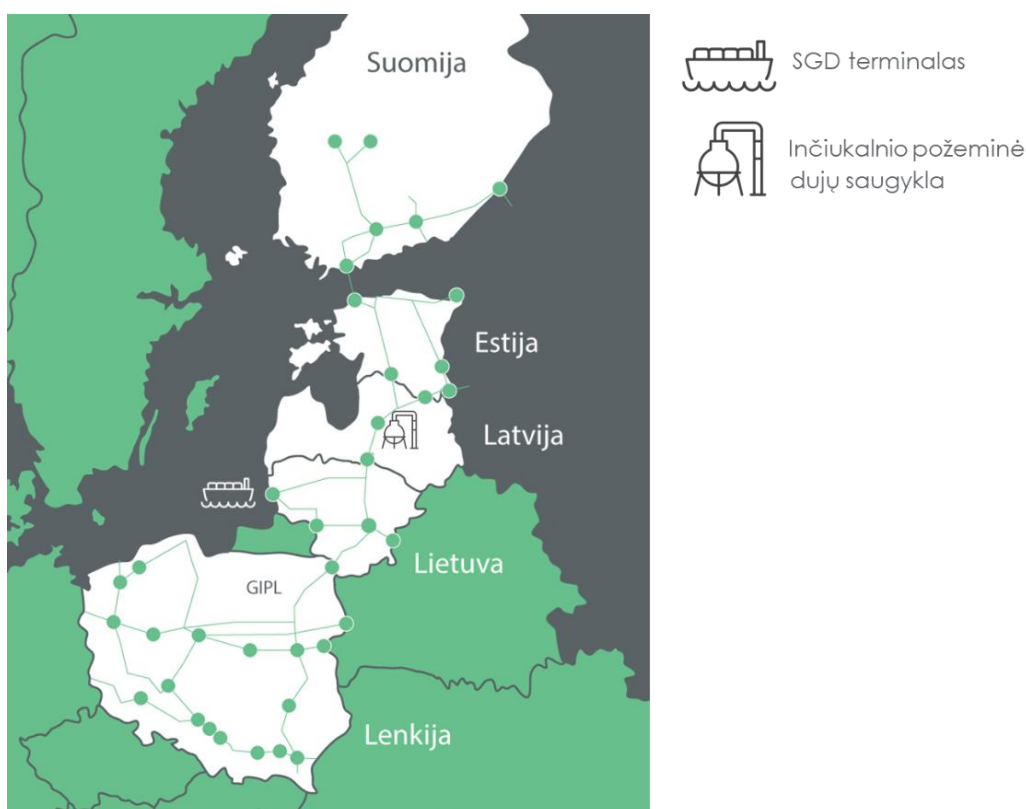 Suomija
SGD terminalas
Inčiukalnio požeminė
dujų saugykla
Estija
Latvija
Lietuva
GIPL
Lenkija